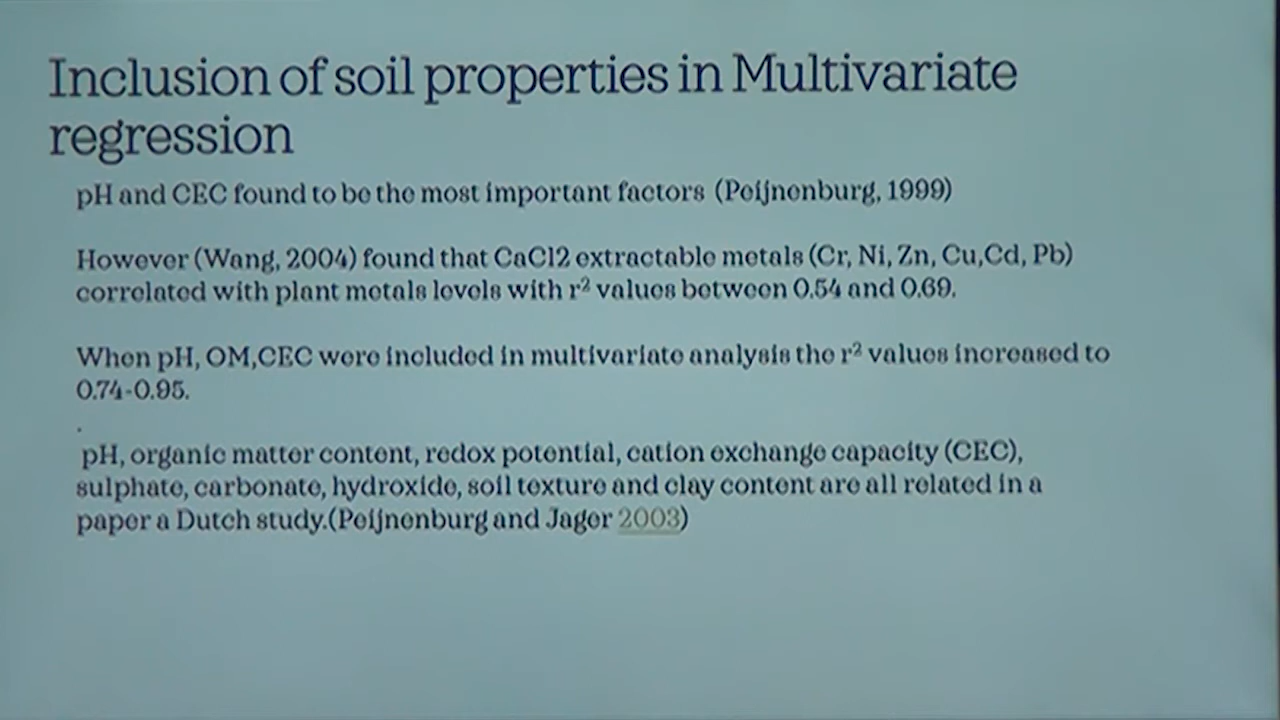 Inclusion of soil properties in Multivariate
regression
pH and CEC found to be the most important factors (Peijnenburg, 1999)
However (Wang, 2004) found that CaCl2 extractable metals (Cr, Ni, Zn, Cu,Cd, Pb)
correlated with plant metals levels with r² values between 0.54 and 0.69.
When pH, OM,CEC were included in multivariate analysis the r² values increased to
0.74-0.95.
.
pH, organic matter content, redox potential, cation exchange capacity (CEC),
sulphate, carbonate, hydroxide, soil texture and clay content are all related in a
paper a Dutch study.(Peijnenburg and Jager 2003)